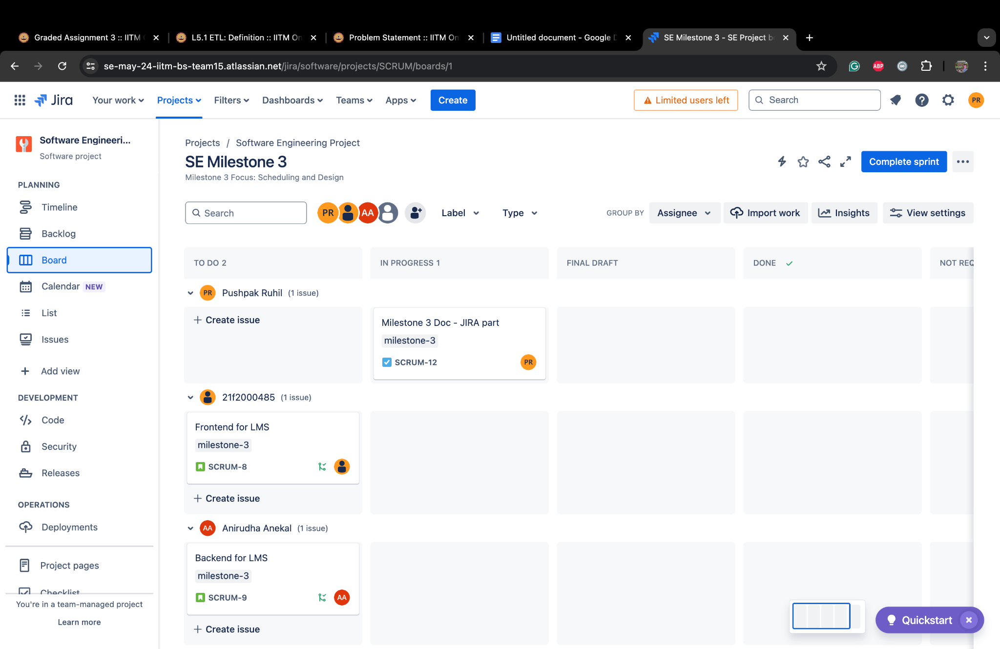 Graded Assignment 3 :: IITM
L5.1 ETL: Definition :: IITM On
Problem Statement :: IITM On
Untitled document - Google D
SE Milestone 3 - SE Project b
se-may-24-iitm-bs-team15.atlassian.net/jira/software/projects/SCRUM/boards/1
ABP
Jira
Your work
Projects
Filters
Dashboards
Teams
Apps
Create
Limited users left
Search
PR
Software Engineeri...
Software project
PLANNING
Timeline
Backlog
Board
Calendar NEW
List
Issues
Add view
DEVELOPMENT
Code
Security
Releases
OPERATIONS
Deployments
Project pages
Checklist
You're in a team-managed project
Learn more
Projects / Software Engineering Project
SE Milestone 3
Milestone 3 Focus: Scheduling and Design
Complete sprint
Search
PR
AA
Label
Type
GROUP BY
Assignee
Import work
Insights
View settings
TO DO 2
IN PROGRESS 1
FINAL DRAFT
DONE
NOT REQ
PR Pushpak Ruhil (1 issue)
+ Create issue
Milestone 3 Doc - JIRA part
milestone-3
SCRUM-12
PR
21f2000485 (1 issue)
Frontend for LMS
milestone-3
SCRUM-8
+ Create issue
AA Anirudha Anekal (1 issue)
Backend for LMS
milestone-3
SCRUM-9
AA
+ Create issue
Quickstart